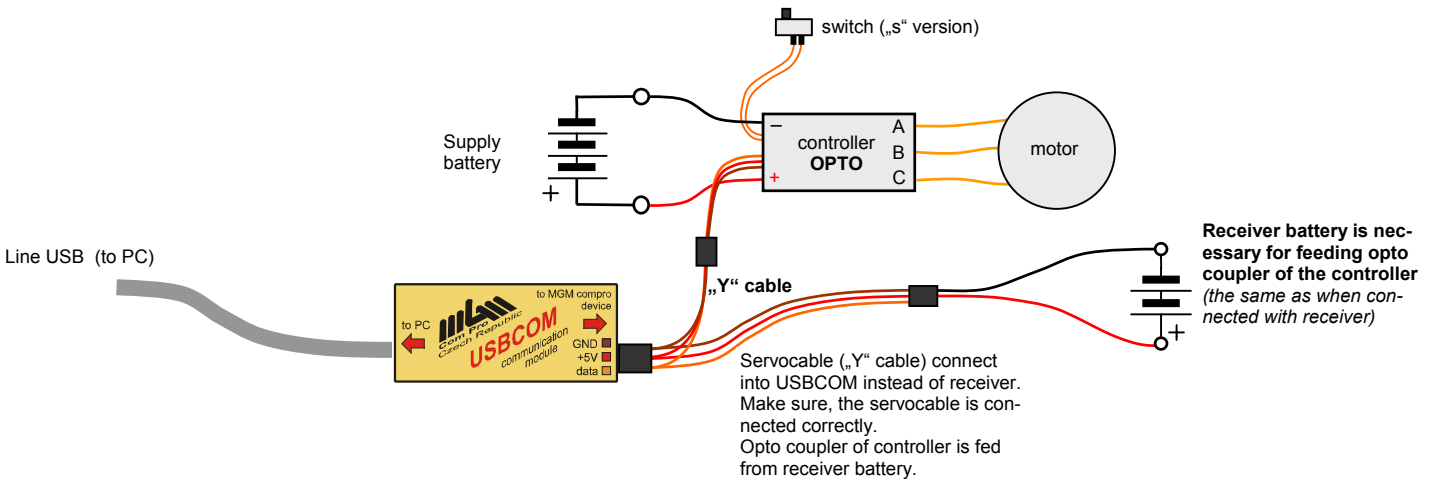 switch („s“ version)
Supply
battery
+
−
+
controller
OPTO
A
B
C
motor
Line USB  (to PC)
„Y“ cable
Receiver battery is nec-
essary for feeding opto
coupler of the controller
(the same as when con-
nected with receiver)
+
to PC
mGm
Com Pro
Czech Republic
USBCOM
communication
module
to MGM compro
device
GND
+5V
data
Servocable („Y“ cable) connect
into USBCOM instead of receiver.
Make sure, the servocable is con-
nected correctly.
Opto coupler of controller is fed
from receiver battery.